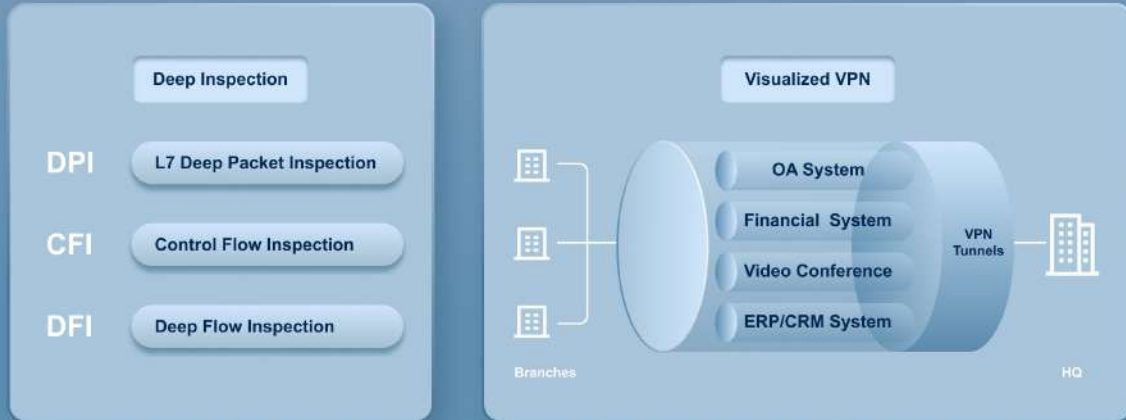 Deep Inspection
DPI
L7 Deep Packet Inspection
CFI
Control Flow Inspection
DFI
Deep Flow Inspection
Visualized VPN
OA System
Financial System
Video Conference
ERP/CRM System
VPN
Tunnels
Branches
HQ